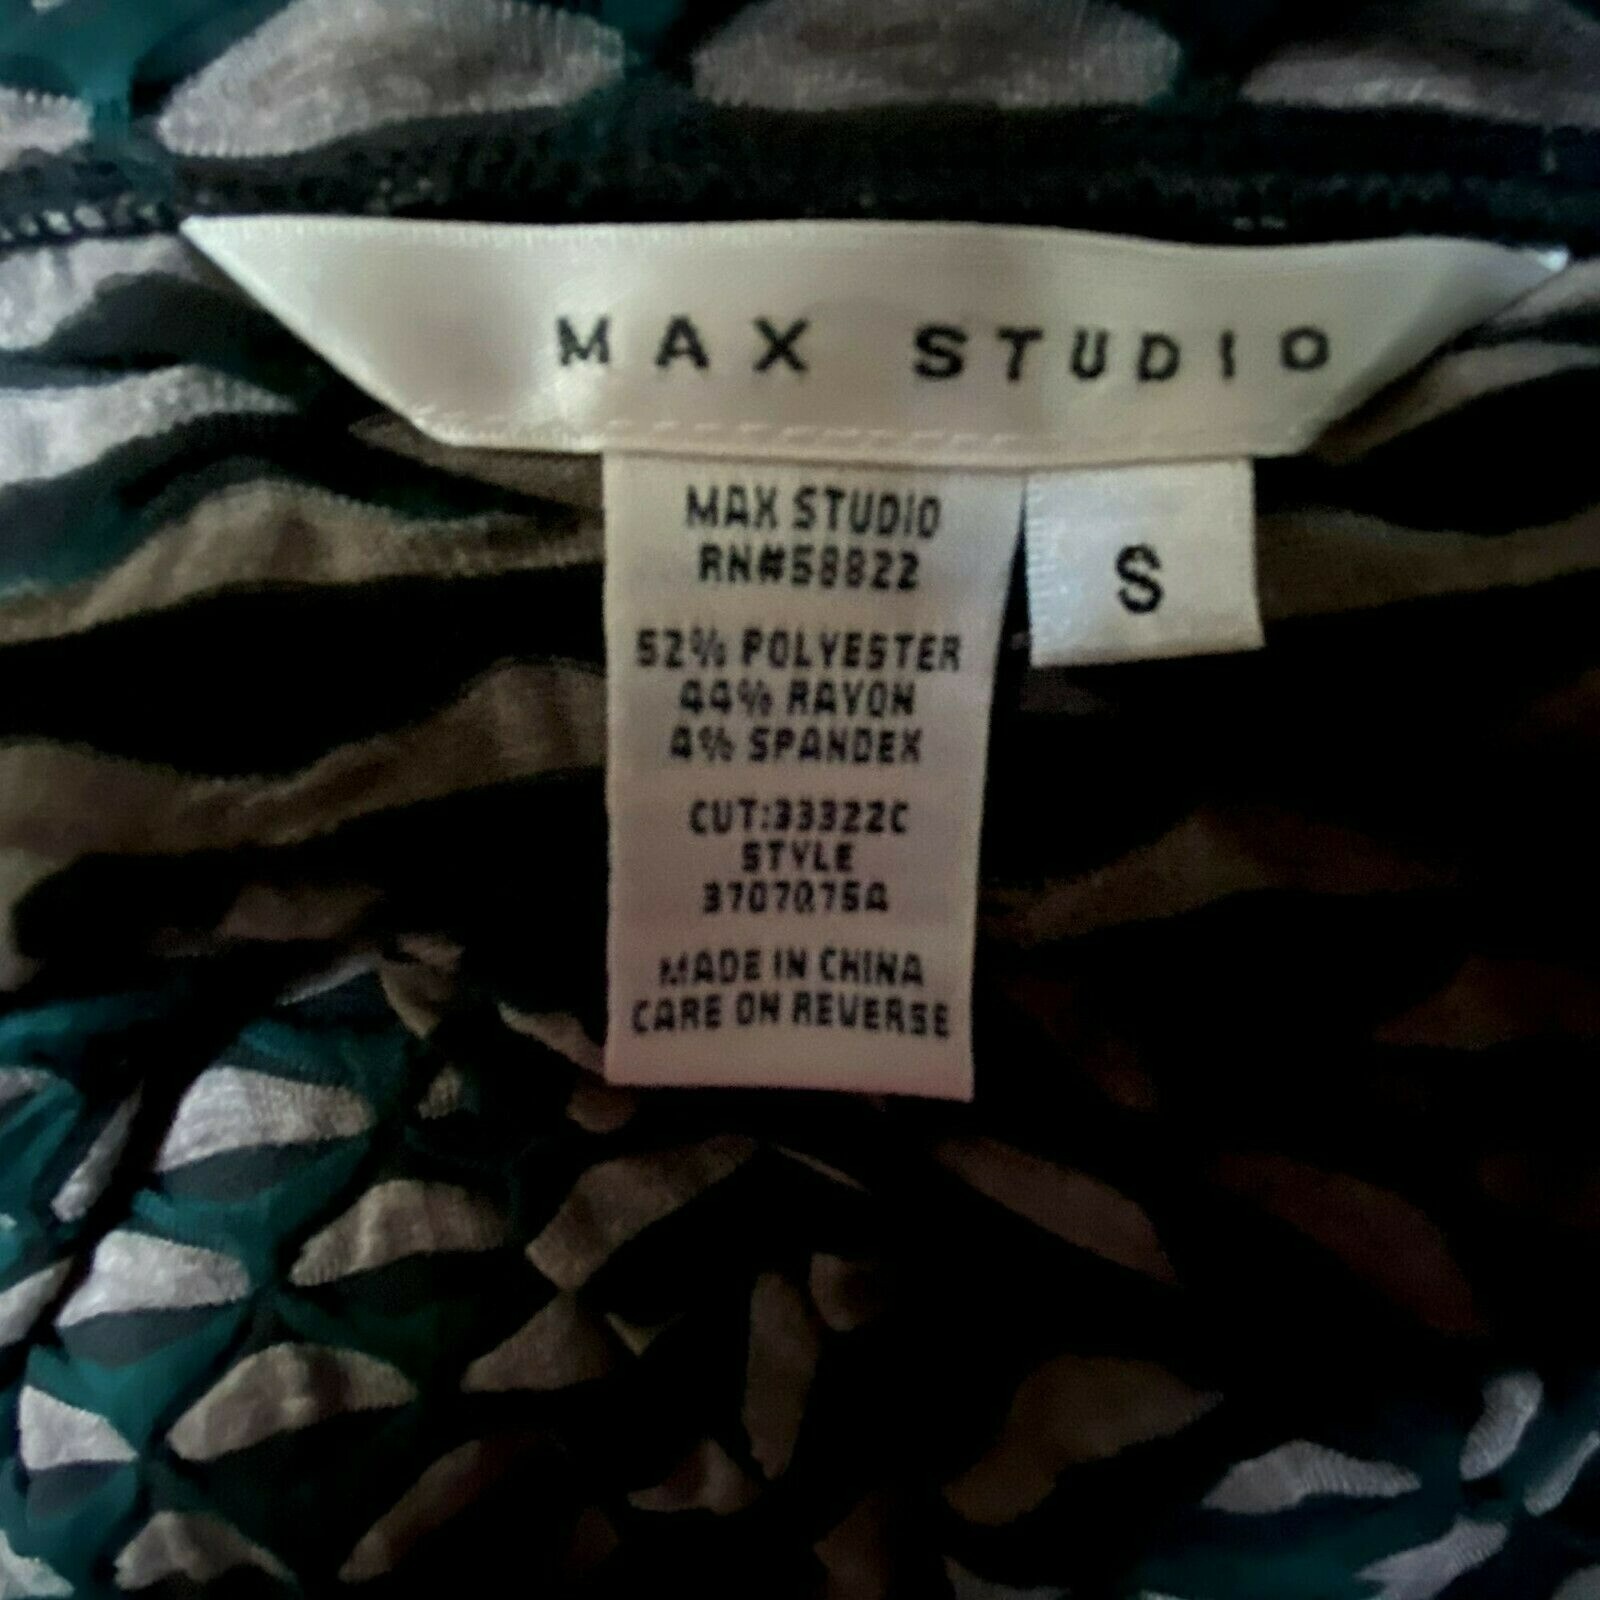 MAX STUDIO
MAX STUDIO
RN#58822
S
52% POLYESTER
44% RAYON
4% SPANDEX
CUT:33322C
STYLE
3707Q75A
MADE IN CHINA
CARE ON REVERSE